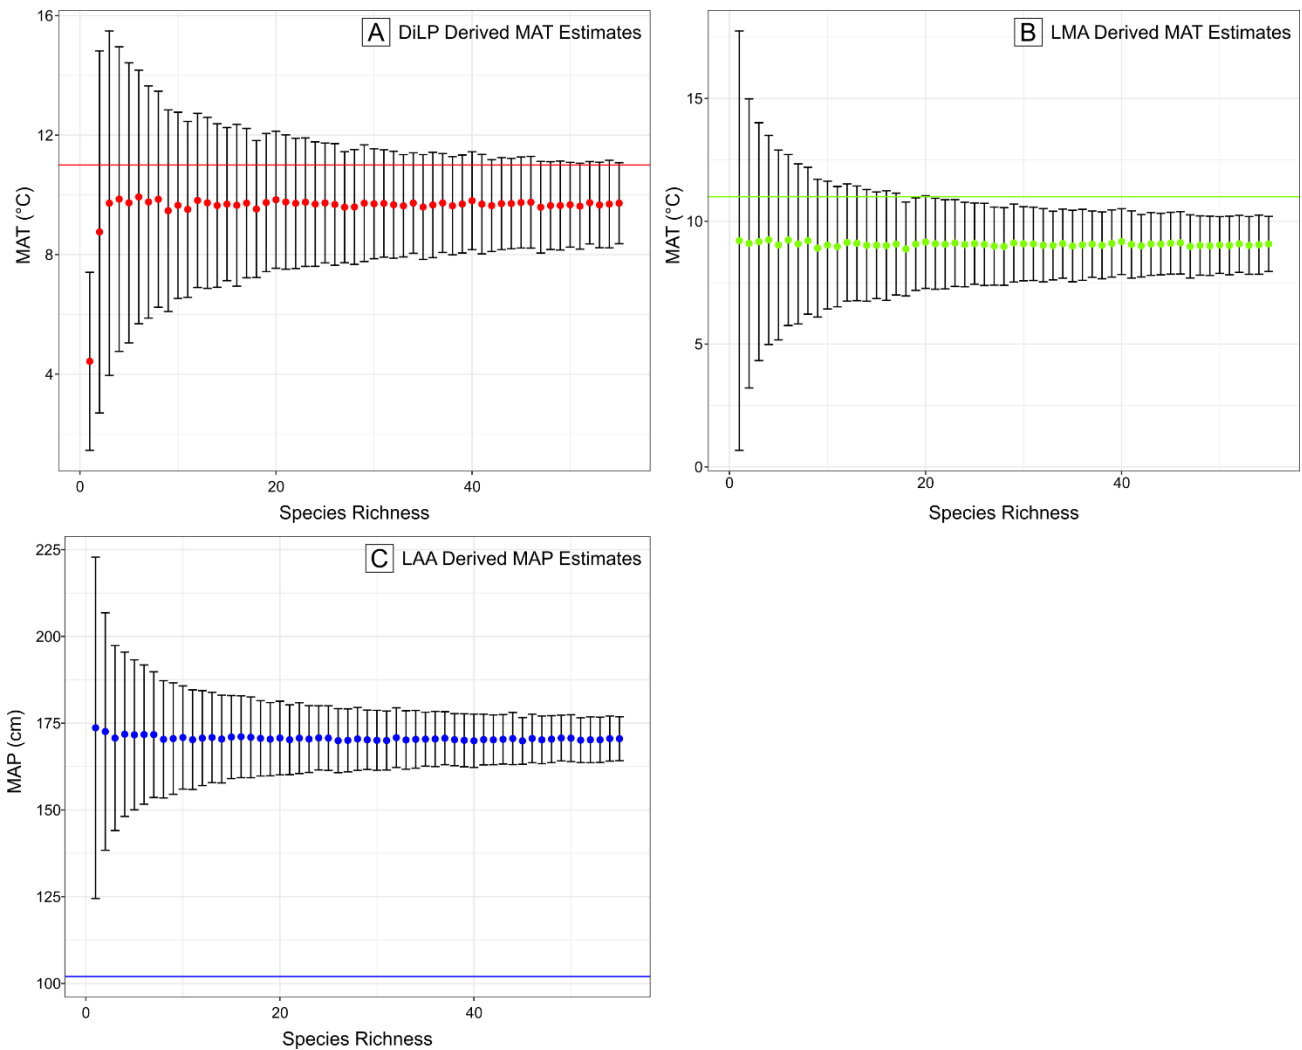 A DiLP Derived MAT Estimates
16
12
8
4
MAT (°C)
0 20 40
Species Richness
B LMA Derived MAT Estimates
15
10
5
0
MAT (°C)
0 20 40
Species Richness
C LAA Derived MAP Estimates
225
200
175
150
125
100
MAP (cm)
0 20 40
Species Richness